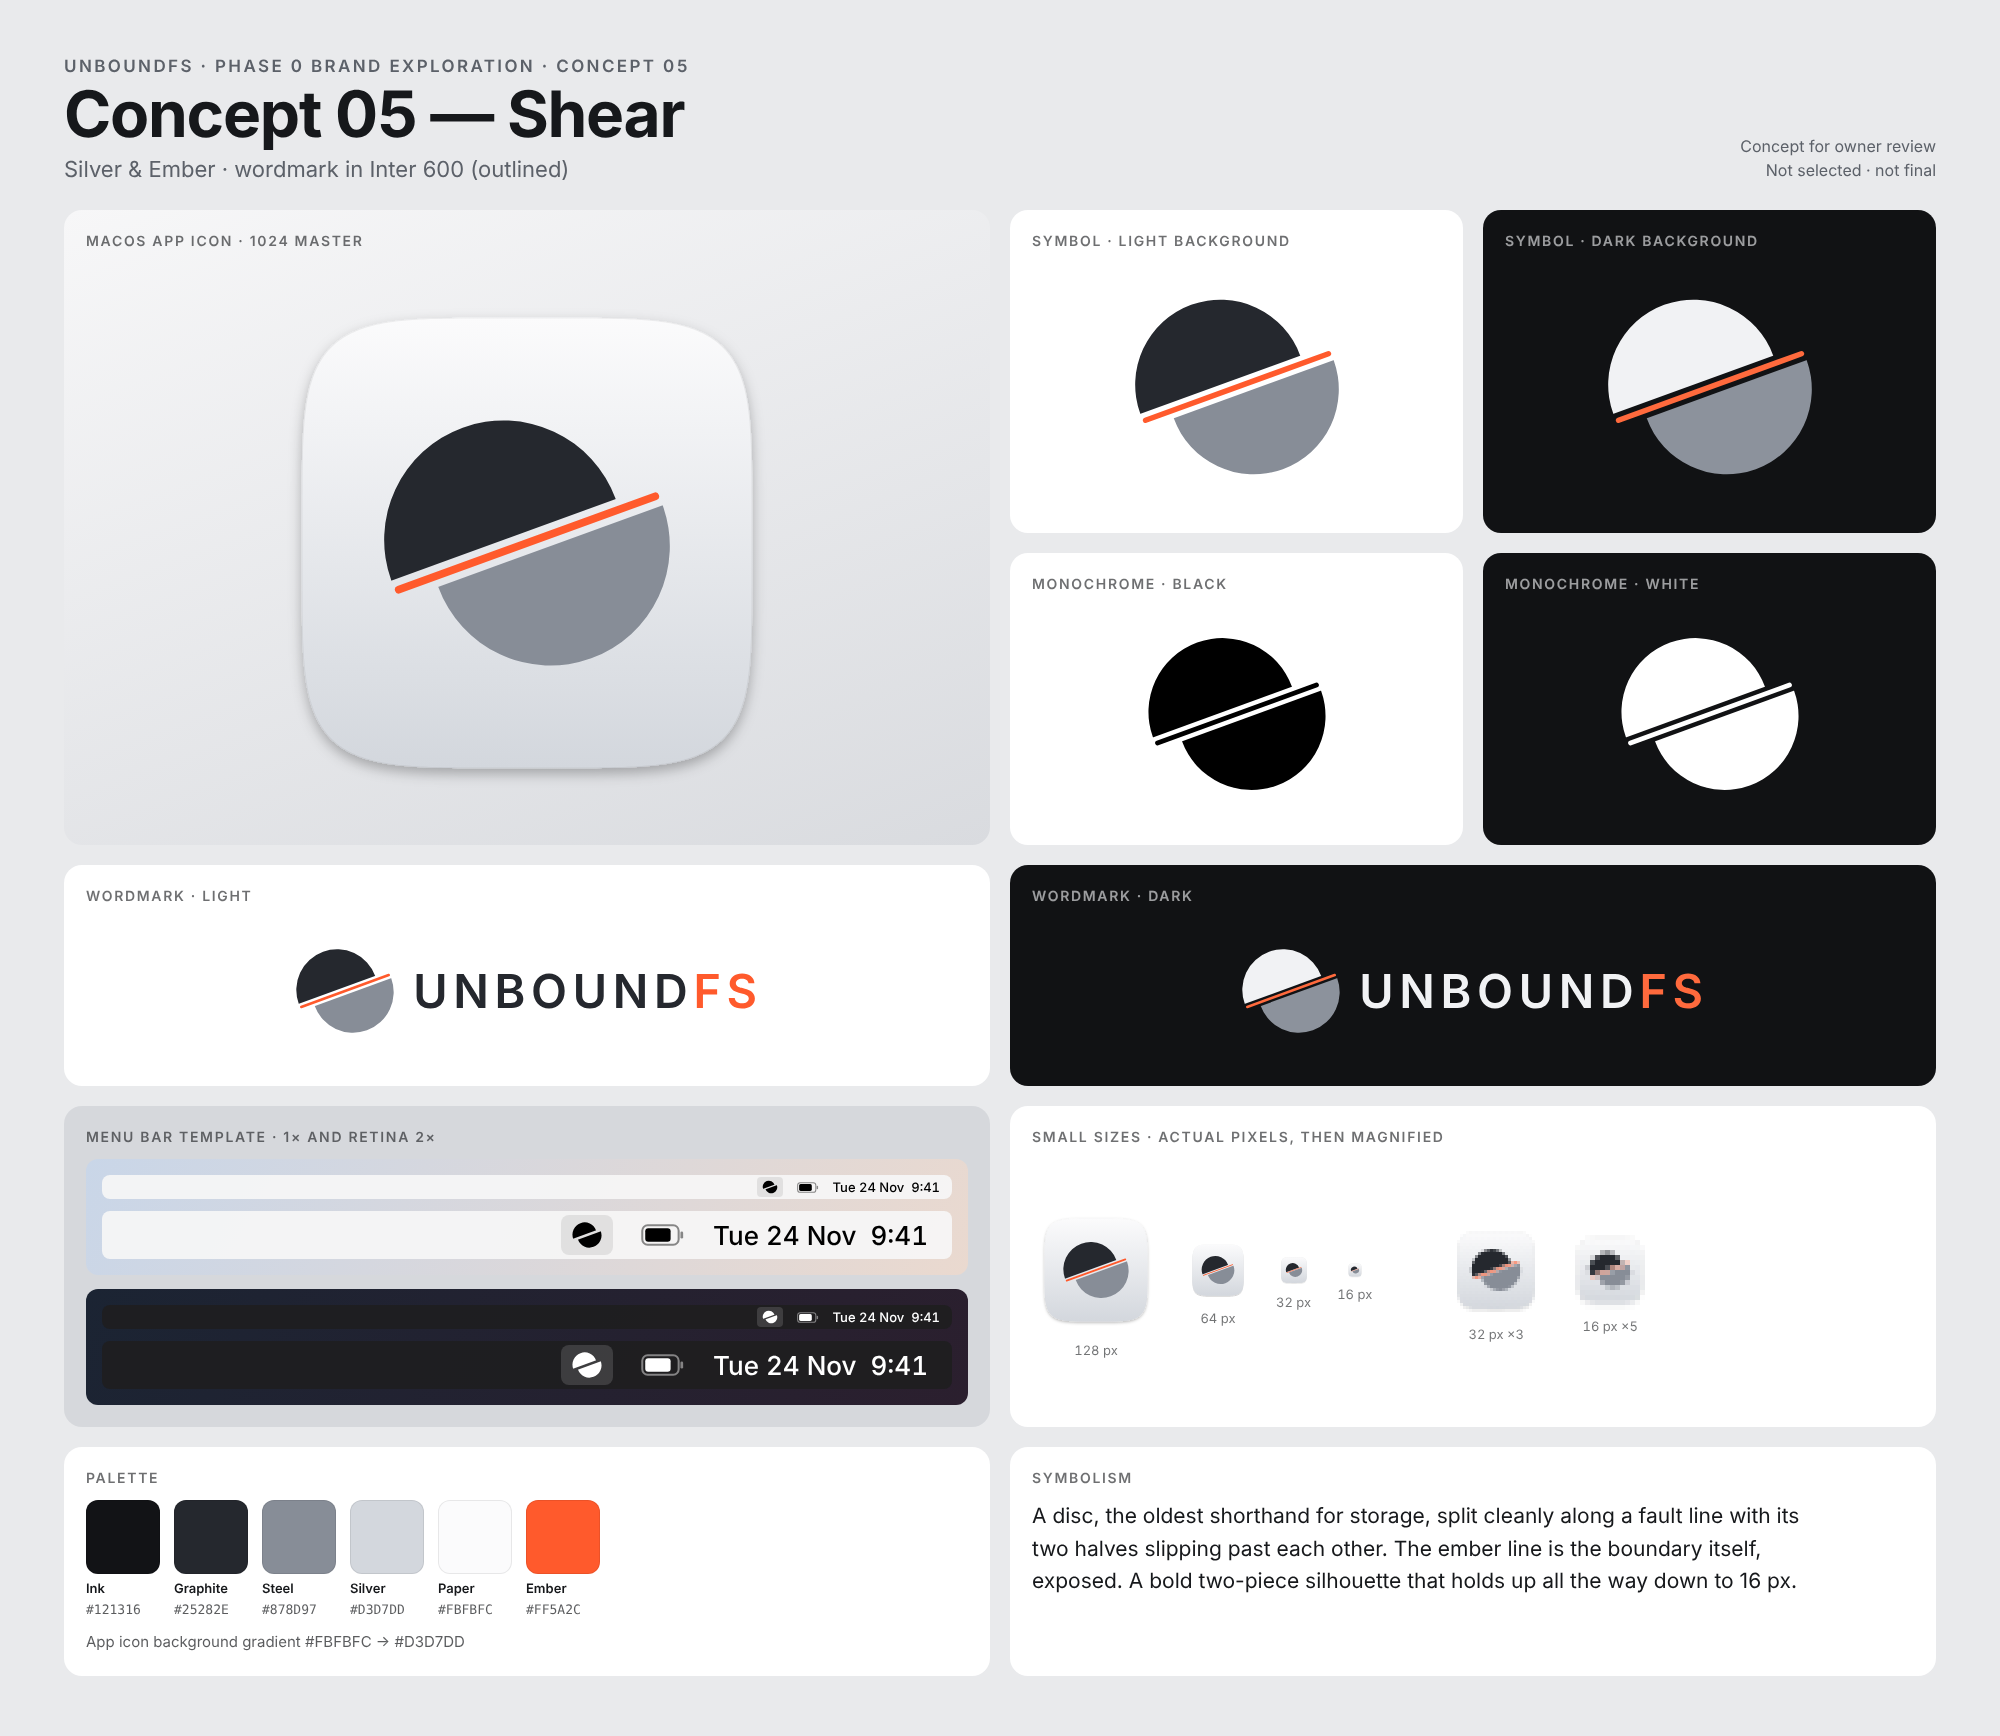 UNBOUNDFS · PHASE 0 BRAND EXPLORATION · CONCEPT 05
Concept 05 — Shear
Silver & Ember · wordmark in Inter 600 (outlined)
Concept for owner review
Not selected · not final
MACOS APP ICON · 1024 MASTER
SYMBOL · LIGHT BACKGROUND
SYMBOL · DARK BACKGROUND
MONOCHROME · BLACK
MONOCHROME · WHITE
WORDMARK · LIGHT
UNBOUNDFS
WORDMARK · DARK
UNBOUNDFS
MENU BAR TEMPLATE · 1× AND RETINA 2×
Tue 24 Nov 9:41
Tue 24 Nov 9:41
Tue 24 Nov 9:41
Tue 24 Nov 9:41
SMALL SIZES · ACTUAL PIXELS, THEN MAGNIFIED
128 px
64 px
32 px
16 px
32 px ×3
16 px ×5
PALETTE
Ink
#121316
Graphite
#25282E
Steel
#878D97
Silver
#D3D7DD
Paper
#FBFBFC
Ember
#FF5A2C
App icon background gradient #FBFBFC → #D3D7DD
SYMBOLISM
A disc, the oldest shorthand for storage, split cleanly along a fault line with its
two halves slipping past each other. The ember line is the boundary itself,
exposed. A bold two-piece silhouette that holds up all the way down to 16 px.